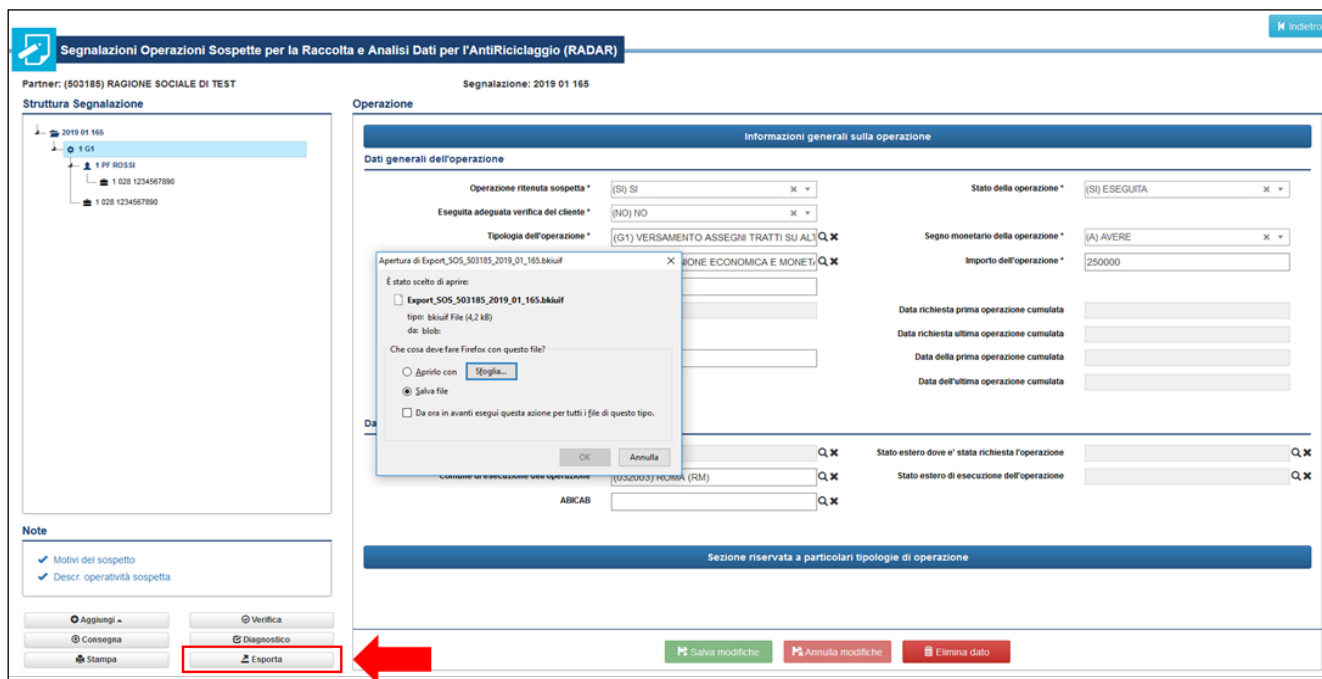 Indietro
Segnalazioni Operazioni Sospette per la Raccolta e Analisi Dati per l'AntiRiciclaggio (RADAR)
Partner: (503185) RAGIONE SOCIALE DI TEST
Segnalazione: 2019 01 165
Struttura Segnalazione
2019 01 165
1 G1
1 PF ROSSI
1 028 1234567890
1 028 1234567890
Note
Motivi del sospetto
Descr. operatività sospetta
Aggiungi
Verifica
Consegna
Diagnostico
Stampa
Esporta
Operazione
Informazioni generali sulla operazione
Dati generali dell'operazione
Operazione ritenuta sospetta * (SI) SI
Stato della operazione * (SI) ESEGUITA
Eseguita adeguata verifica del cliente * (NO) NO
Tipologia dell'operazione * (G1) VERSAMENTO ASSEGNI TRATTI SU ALT
Segno monetario della operazione * (A) AVERE
IONE ECONOMICA E MONETA
Importo dell'operazione * 250000
Data richiesta prima operazione cumulata
Data richiesta ultima operazione cumulata
Data della prima operazione cumulata
Data dell'ultima operazione cumulata
Da
Stato estero dove e' stata richiesta l'operazione
Comune di esecuzione dell'operazione (032003) ROMA (RM)
Stato estero di esecuzione dell'operazione
ABICAB
Sezione riservata a particolari tipologie di operazione
Salva modifiche
Annulla modifiche
Elimina dato
Apertura di Export_SOS_503185_2019_01_165.bkiuif
È stato scelto di aprire:
Export_SOS_503185_2019_01_165.bkiuif
tipo: bkiuif File (4,2 kB)
da: blob:
Che cosa deve fare Firefox con questo file?
Aprirlo con
Sfoglia...
Salva file
Da ora in avanti esegui questa azione per tutti i file di questo tipo.
OK
Annulla